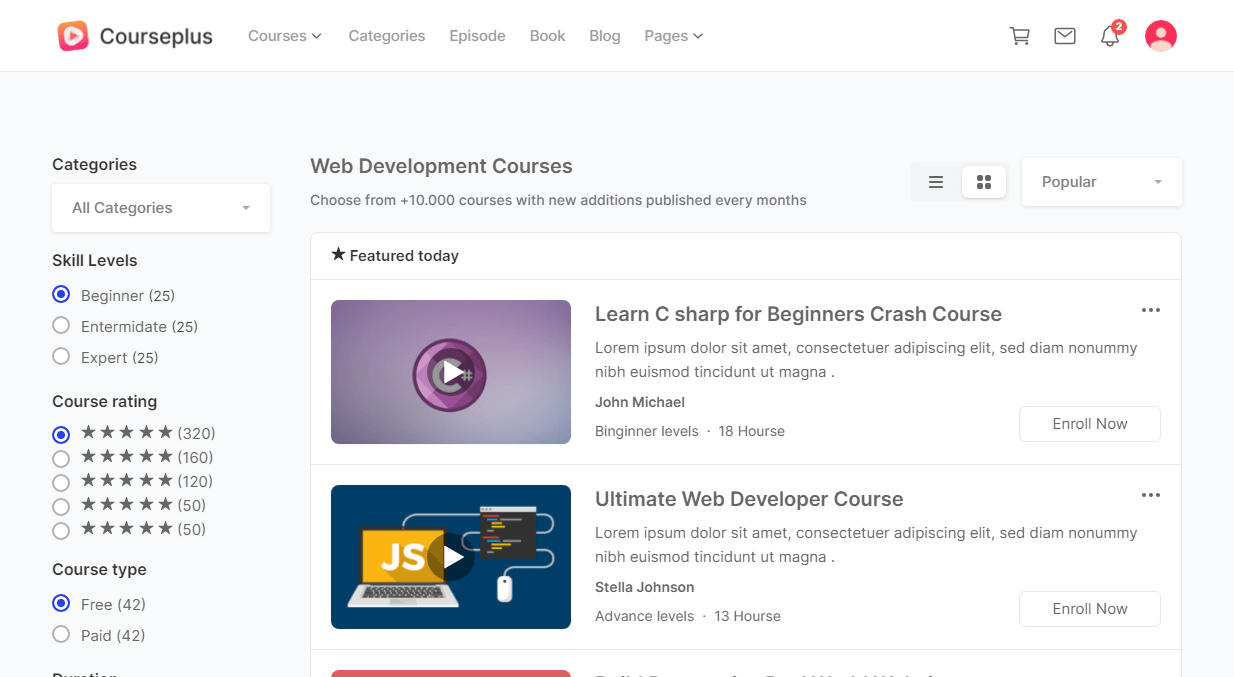 Courseplus
Courses
Categories
Episode
Book
Blog
Pages
2
Categories
All Categories
Skill Levels
Beginner (25)
Entermidate (25)
Expert (25)
Course rating
★ ★ ★ ★ ★ (320)
★ ★ ★ ★ ★ (160)
★ ★ ★ ★ ★ (120)
★ ★ ★ ★ ★ (50)
★ ★ ★ ★ ★ (50)
Course type
Free (42)
Paid (42)
Web Development Courses
Choose from +10.000 courses with new additions published every months
Popular
★ Featured today
C#
Learn C sharp for Beginners Crash Course
Lorem ipsum dolor sit amet, consectetuer adipiscing elit, sed diam nonummy
nibh euismod tincidunt ut magna .
John Michael
Binginner levels · 18 Hourse
Enroll Now
JS
Ultimate Web Developer Course
Lorem ipsum dolor sit amet, consectetuer adipiscing elit, sed diam nonummy
nibh euismod tincidunt ut magna .
Stella Johnson
Advance levels · 13 Hourse
Enroll Now